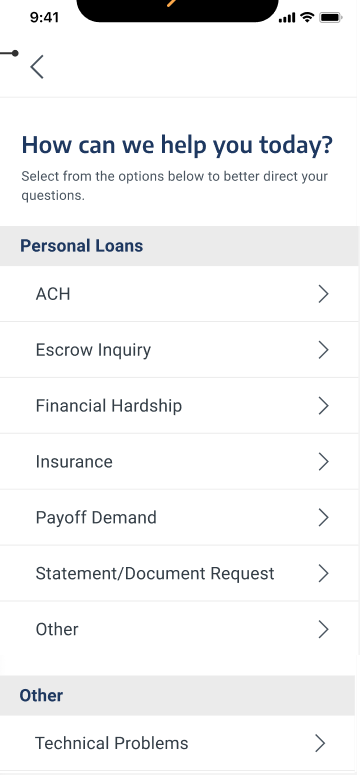 9:41
How can we help you today?
Select from the options below to better direct your
questions.
Personal Loans
ACH
Escrow Inquiry
Financial Hardship
Insurance
Payoff Demand
Statement/Document Request
Other
Other
Technical Problems